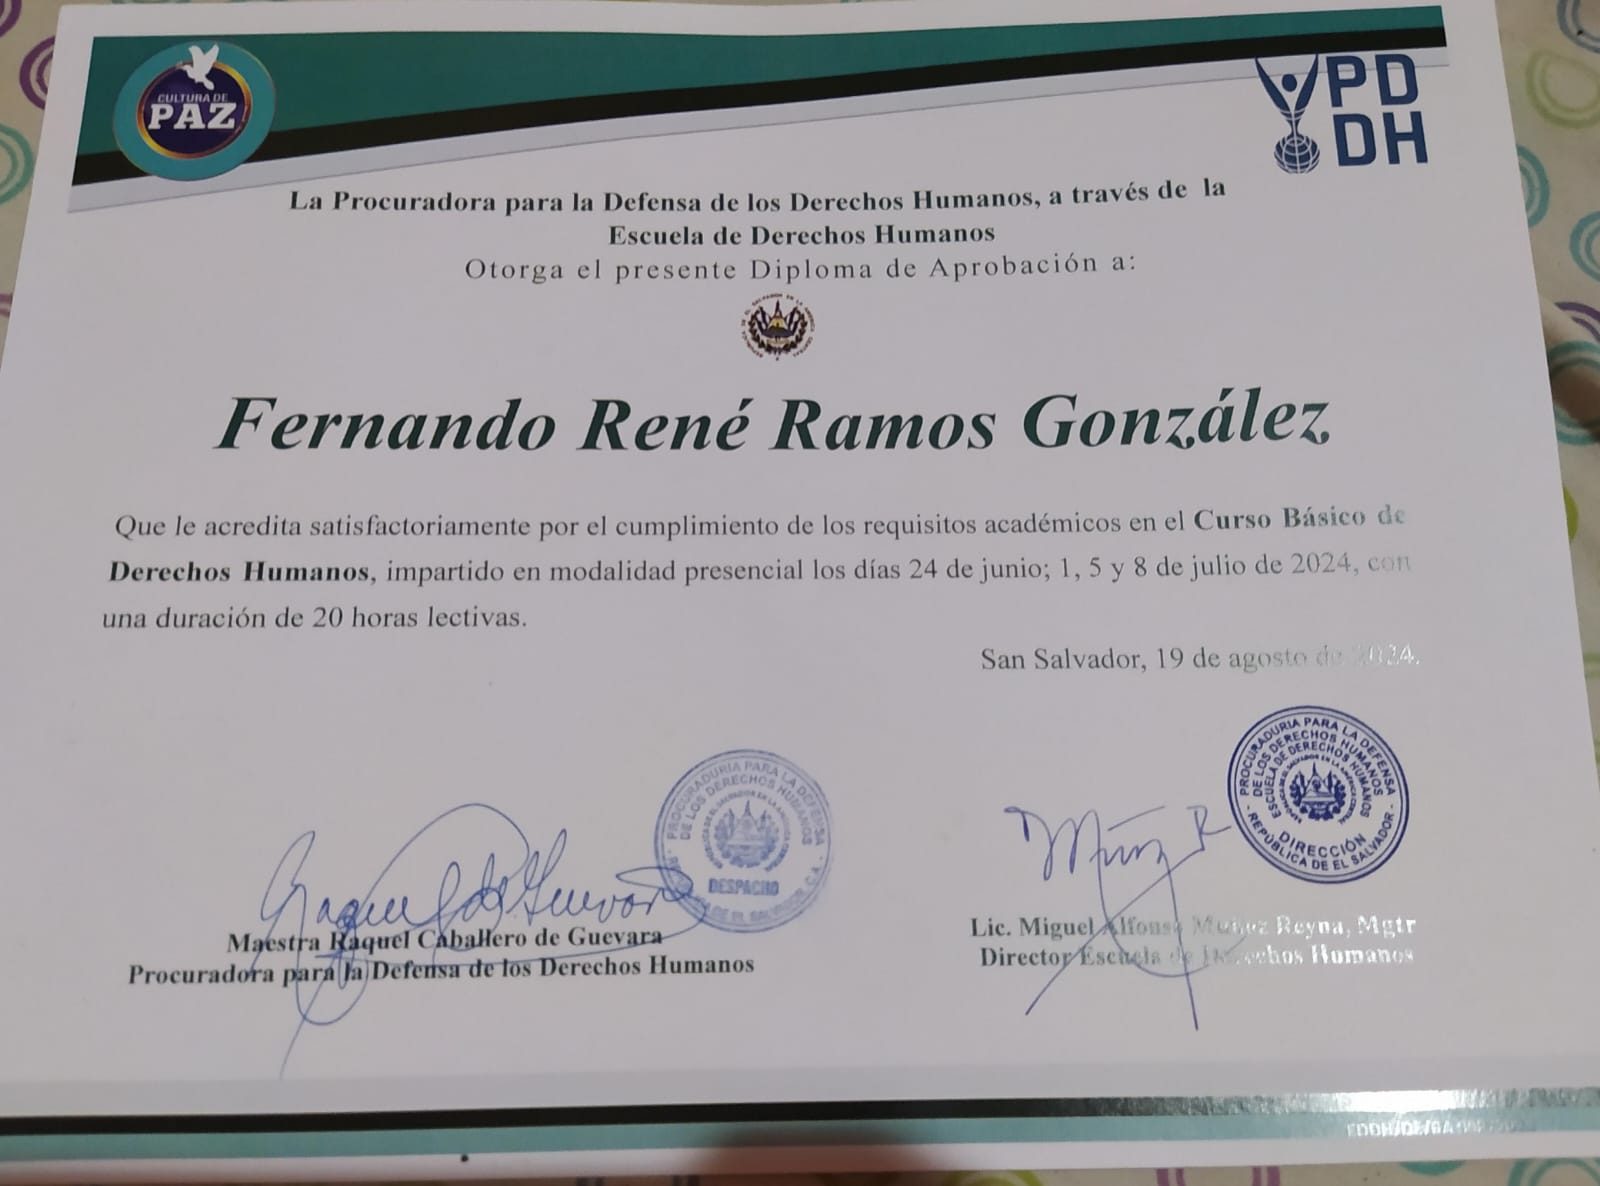 CULTURA DE
PAZ
PD
DH
La Procuradora para la Defensa de los Derechos Humanos, a través de la
Escuela de Derechos Humanos
Otorga el presente Diploma de Aprobación a:
Fernando René Ramos González
Que le acredita satisfactoriamente por el cumplimiento de los requisitos académicos en el Curso Básico de
Derechos Humanos, impartido en modalidad presencial los días 24 de junio; 1, 5 y 8 de julio de 2024, con
una duración de 20 horas lectivas.
San Salvador, 19 de agosto de 2024.
PROCURADURIA PARA LA DEFENSA
DE LOS DERECHOS HUMANOS
DESPACHO
REPÚBLICA DE EL SALVADOR, C.A.
Maestra Raquel Caballero de Guevara
Procuradora para la Defensa de los Derechos Humanos
PROCURADURIA PARA LA DEFENSA
DE LOS DERECHOS HUMANOS
ESCUELA DE DERECHOS HUMANOS
DIRECCIÓN
REPÚBLICA DE EL SALVADOR
Lic. Miguel Alfonso Muñoz Reyna, Mgtr
Director Escuela de Derechos Humanos